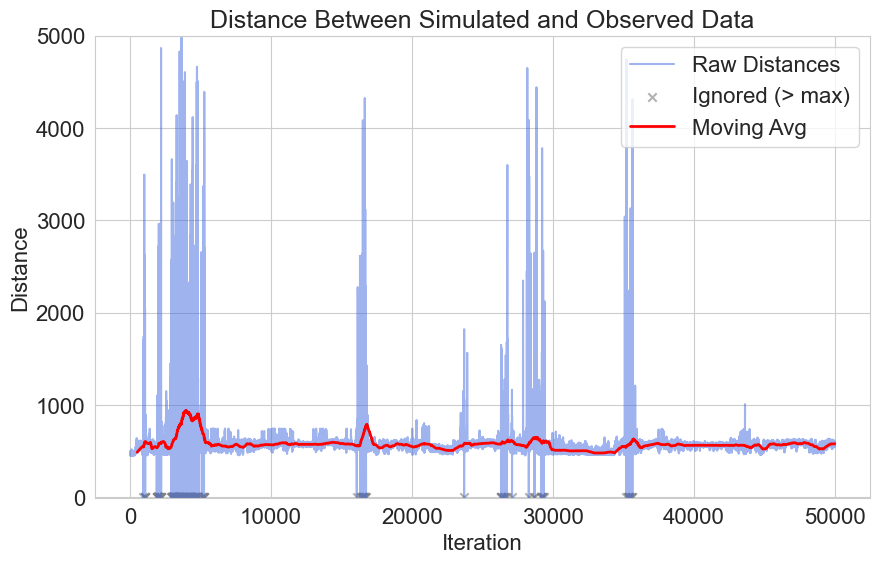 Distance Between Simulated and Observed Data
5000
4000
3000
2000
1000
0
Distance
Raw Distances
Ignored (> max)
Moving Avg
0 10000 20000 30000 40000 50000
Iteration